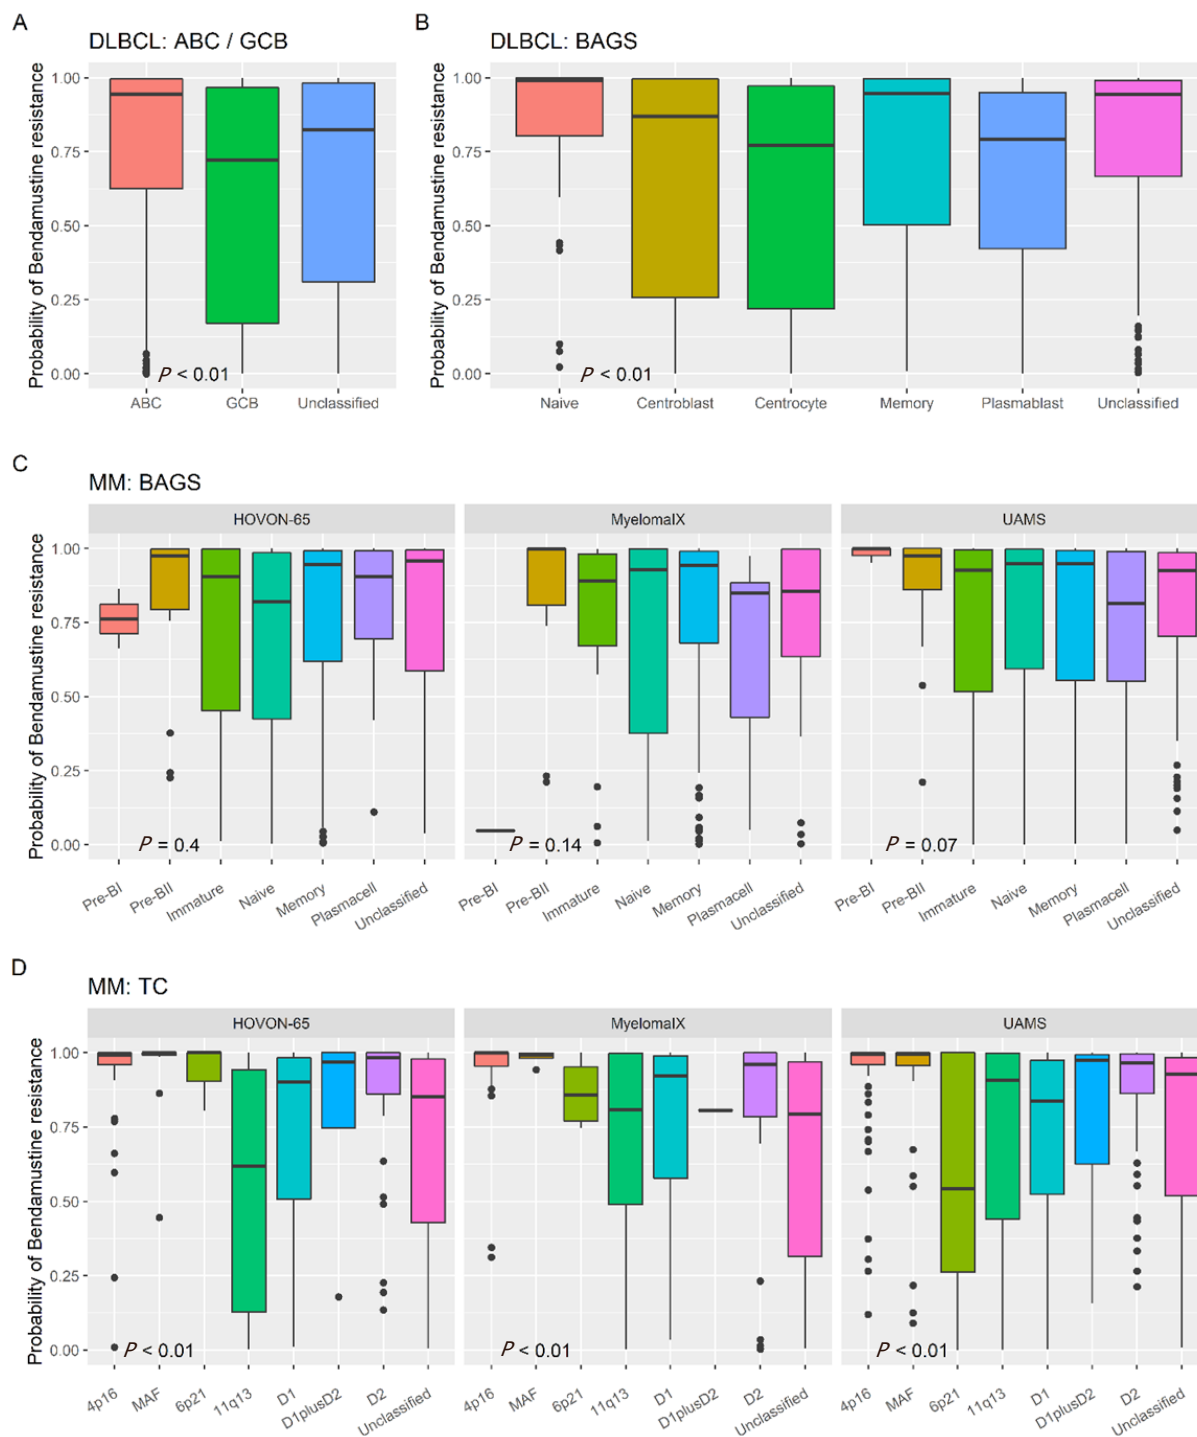 A
DLBCL: ABC / GCB
Probability of Bendamustine resistance
1.00
0.75
0.50
0.25
0.00
P < 0.01
ABC GCB Unclassified
B
DLBCL: BAGS
Probability of Bendamustine resistance
1.00
0.75
0.50
0.25
0.00
P < 0.01
Naive Centroblast Centrocyte Memory Plasmablast Unclassified
C
MM: BAGS
HOVON-65 MyelomaIX UAMS
Probability of Bendamustine resistance
1.00
0.75
0.50
0.25
0.00
P = 0.4 P = 0.14 P = 0.07
Pre-BI Pre-BII Immature Naive Memory Plasmacell Unclassified Pre-BI Pre-BII Immature Naive Memory Plasmacell Unclassified Pre-BI Pre-BII Immature Naive Memory Plasmacell Unclassified
D
MM: TC
HOVON-65 MyelomaIX UAMS
Probability of Bendamustine resistance
1.00
0.75
0.50
0.25
0.00
P < 0.01 P < 0.01 P < 0.01
4p16 MAF 6p21 11q13 D1 D1plusD2 D2 Unclassified 4p16 MAF 6p21 11q13 D1 D1plusD2 D2 Unclassified 4p16 MAF 6p21 11q13 D1 D1plusD2 D2 Unclassified